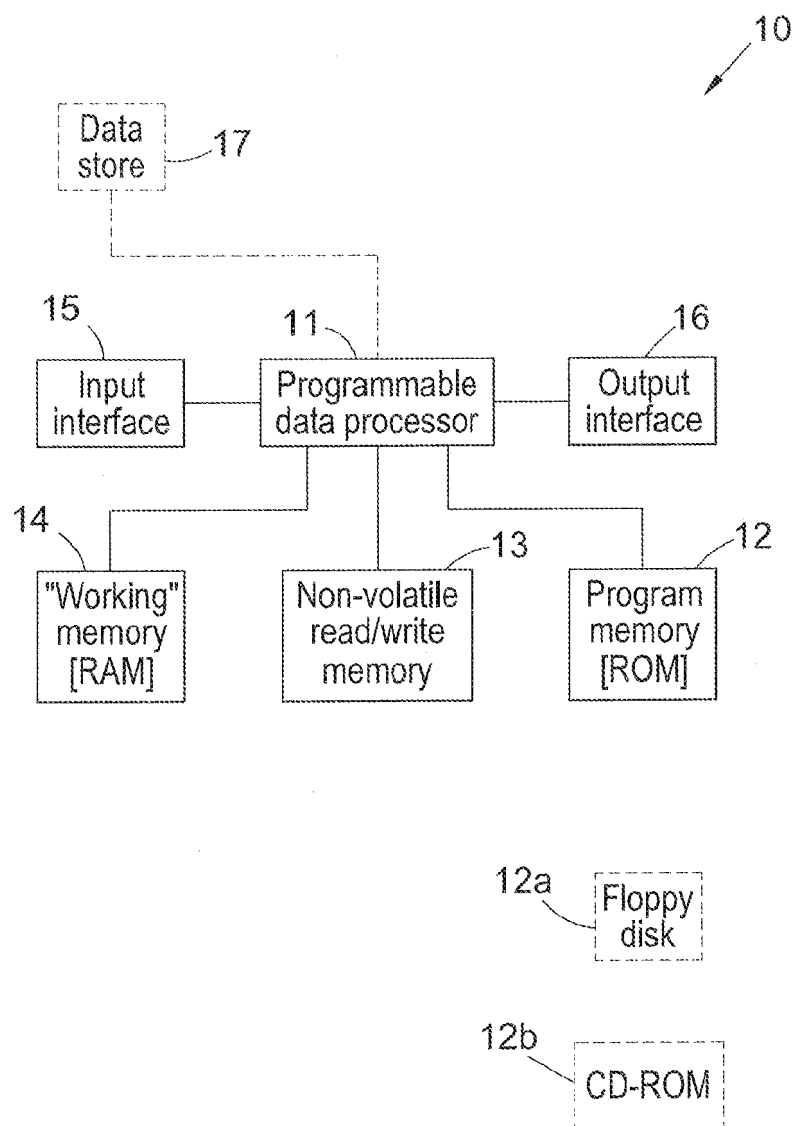 10
Data
store
17
15
11
16
Input
interface
Programmable
data processor
Output
interface
14
13
12
"Working"
memory
[RAM]
Non-volatile
read/write
memory
Program
memory
[ROM]
12a
Floppy
disk
12b
CD-ROM